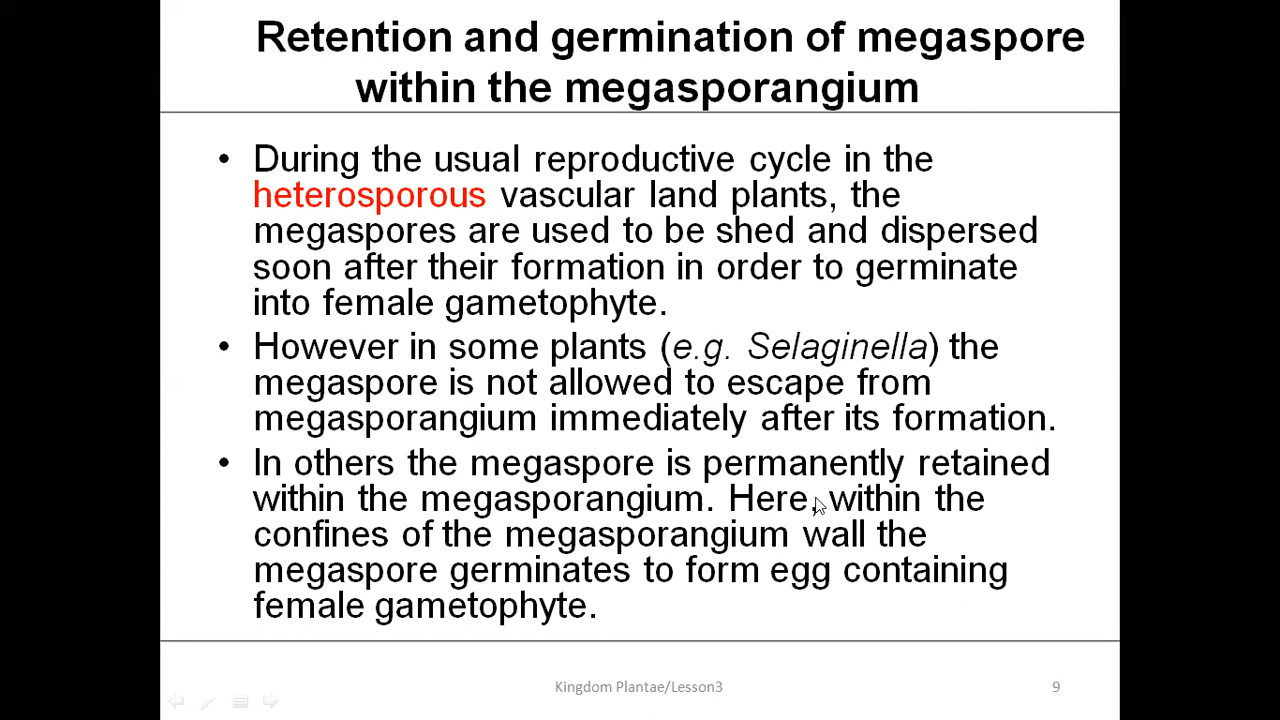 Retention and germination of megaspore
within the megasporangium
• During the usual reproductive cycle in the
heterosporous vascular land plants, the
megaspores are used to be shed and dispersed
soon after their formation in order to germinate
into female gametophyte.
• However in some plants (e.g. Selaginella) the
megaspore is not allowed to escape from
megasporangium immediately after its formation.
• In others the megaspore is permanently retained
within the megasporangium. Here, within the
confines of the megasporangium wall the
megaspore germinates to form egg containing
female gametophyte.
Kingdom Plantae/Lesson3
9